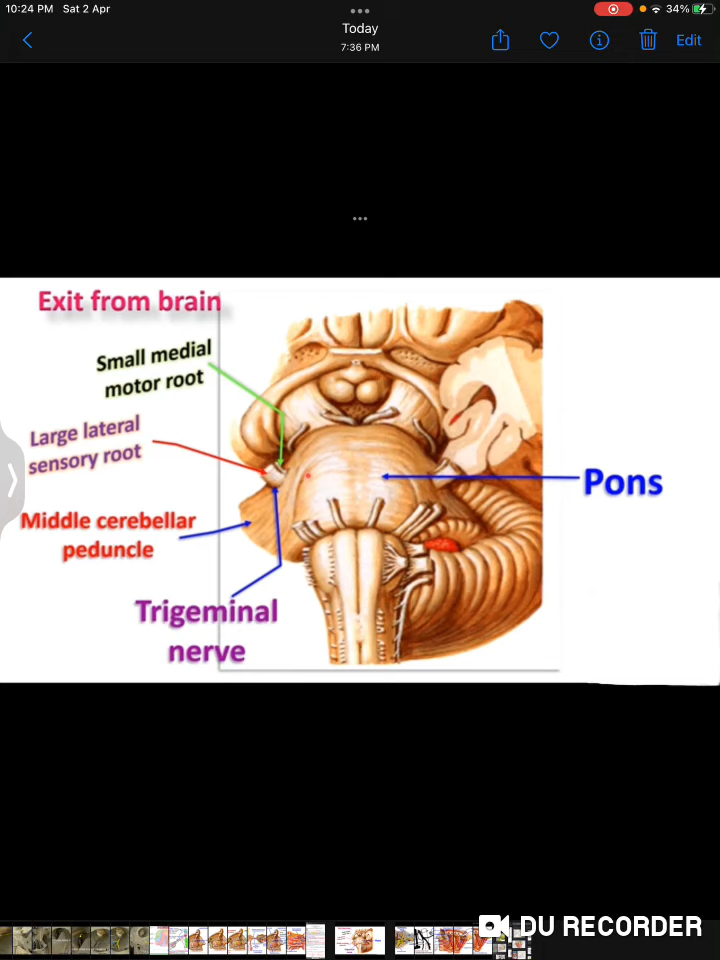 10:24 PM Sat 2 Apr
34%
Today
7:36 PM
Edit
Exit from brain
Small medial
motor root
Large lateral
sensory root
Pons
Middle cerebellar
peduncle
Trigeminal
nerve
DU RECORDER